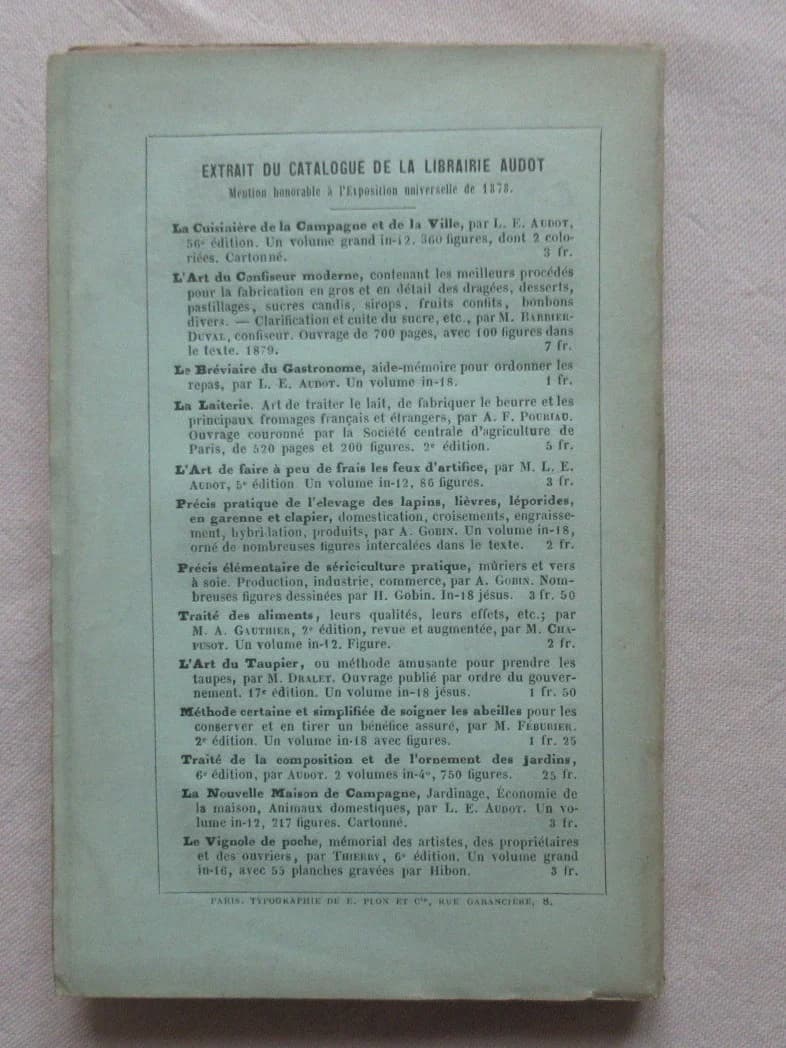 EXTRAIT DU CATALOGUE DE LA LIBRAIRIE AUDOT
Mention honorable à l'Exposition universelle de 1878.
La Cuisinière de la Campagne et de la Ville, par L. E. AUDOT,
56e édition. Un volume grand in-12. 360 figures, dont 2 colo-
riées. Cartonné. 3 fr.
L'Art du Confiseur moderne, contenant les meilleurs procédés
pour la fabrication en gros et en détail des dragées, desserts,
pastillages, sucres candis, sirops, fruits confits, bonbons
divers. — Clarification et cuite du sucre, etc., par M. BARBIER-
DUVAL, confiseur. Ouvrage de 700 pages, avec 100 figures dans
le texte. 1879. 7 fr.
Le Bréviaire du Gastronome, aide-mémoire pour ordonner les
repas, par L. E. AUDOT. Un volume in-18. 1 fr.
La Laiterie. Art de traiter le lait, de fabriquer le beurre et les
principaux fromages français et étrangers, par A. F. POURIAU.
Ouvrage couronné par la Société centrale d'agriculture de
Paris, de 520 pages et 200 figures. 2e édition. 5 fr.
L'Art de faire à peu de frais les feux d'artifice, par M. L. E.
AUDOT, 5e édition. Un volume in-12, 86 figures. 3 fr.
Précis pratique de l'élevage des lapins, lièvres, léporides,
en garenne et clapier, domestication, croisements, engraisse-
ment, hybridation, produits, par A. GOBIN. Un volume in-18,
orné de nombreuses figures intercalées dans le texte. 2 fr.
Précis élémentaire de sériciculture pratique, mûriers et vers
à soie. Production, industrie, commerce, par A. GOBIN. Nom-
breuses figures dessinées par H. Gobin. In-18 jésus. 3 fr. 50
Traité des aliments, leurs qualités, leurs effets, etc.; par
M. A. GAUTHIER, 2e édition, revue et augmentée, par M. CHA-
PUSOT. Un volume in-12. Figure. 2 fr.
L'Art du Taupier, ou méthode amusante pour prendre les
taupes, par M. DRALET. Ouvrage publié par ordre du gouver-
nement. 17e édition. Un volume in-18 jésus. 1 fr. 50
Méthode certaine et simplifiée de soigner les abeilles pour les
conserver et en tirer un bénéfice assuré, par M. FÉBURIER.
2e édition. Un volume in-18 avec figures. 1 fr. 25
Traité de la composition et de l'ornement des jardins,
6e édition, par AUDOT. 2 volumes in-4o, 750 figures. 25 fr.
La Nouvelle Maison de Campagne, Jardinage, Économie de
la maison, Animaux domestiques, par L. E. AUDOT. Un vo-
lume in-12, 217 figures. Cartonné. 3 fr.
Le Vignole de poche, mémorial des artistes, des propriétaires
et des ouvriers, par THIERRY, 6e édition. Un volume grand
in-16, avec 55 planches gravées par Hibon. 3 fr.
PARIS. TYPOGRAPHIE DE E. PLON ET Cie, RUE GARANCIÈRE, 8.